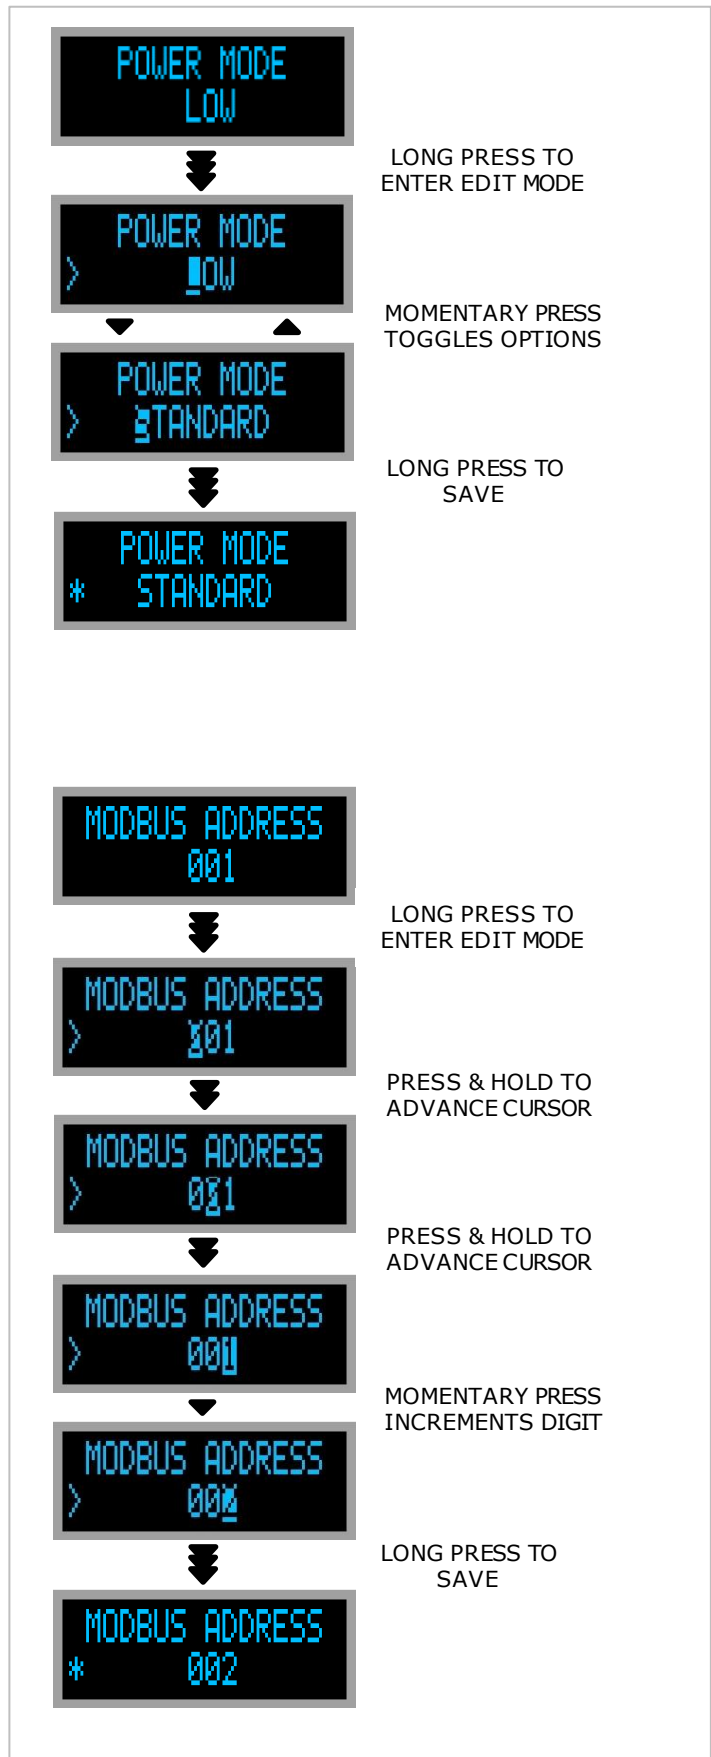 POWER MODE
LOW
LONG PRESS TO
ENTER EDIT MODE
POWER MODE
> LOW
MOMENTARY PRESS
TOGGLES OPTIONS
POWER MODE
> STANDARD
LONG PRESS TO
SAVE
POWER MODE
* STANDARD
MODBUS ADDRESS
001
LONG PRESS TO
ENTER EDIT MODE
MODBUS ADDRESS
> 001
PRESS & HOLD TO
ADVANCE CURSOR
MODBUS ADDRESS
> 001
PRESS & HOLD TO
ADVANCE CURSOR
MODBUS ADDRESS
> 001
MOMENTARY PRESS
INCREMENTS DIGIT
MODBUS ADDRESS
> 002
LONG PRESS TO
SAVE
MODBUS ADDRESS
* 002